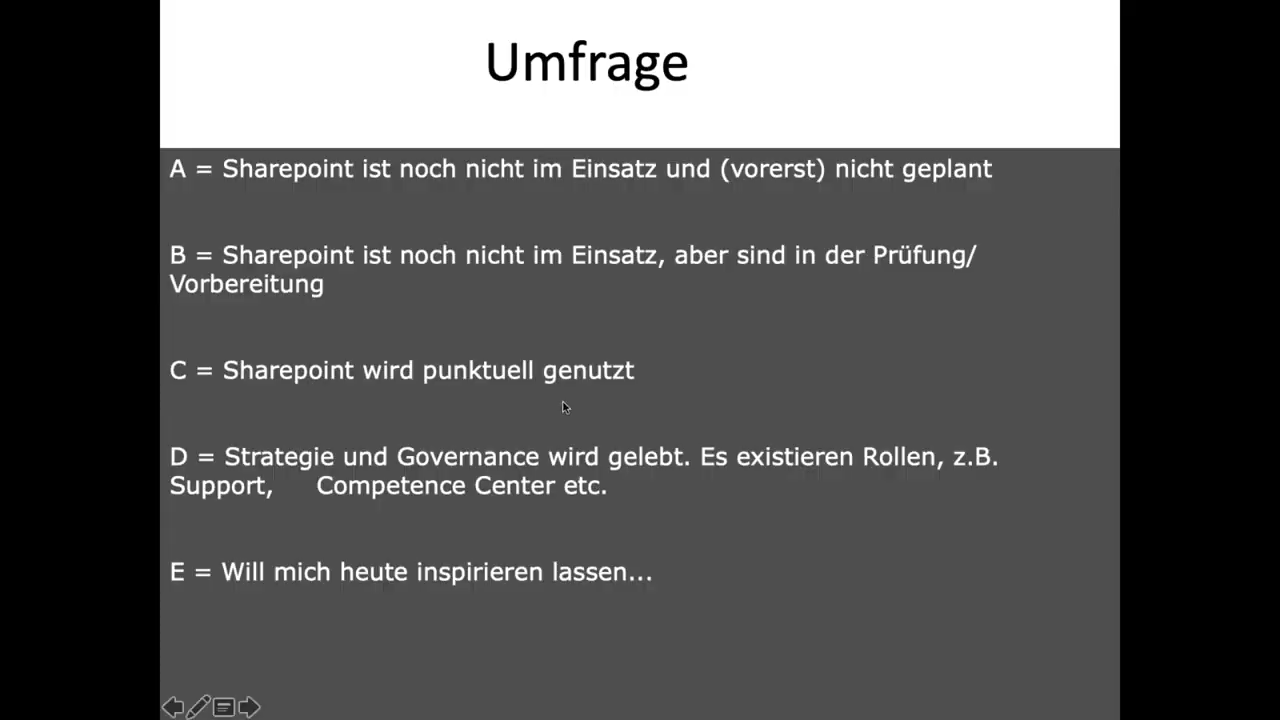 Umfrage
A = Sharepoint ist noch nicht im Einsatz und (vorerst) nicht geplant
B = Sharepoint ist noch nicht im Einsatz, aber sind in der Prüfung/
Vorbereitung
C = Sharepoint wird punktuell genutzt
D = Strategie und Governance wird gelebt. Es existieren Rollen, z.B.
Support, Competence Center etc.
E = Will mich heute inspirieren lassen...